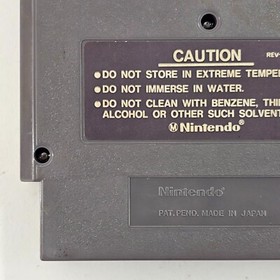 CAUTION
REV-
●DO NOT STORE IN EXTREME TEMPER
●DO NOT IMMERSE IN WATER.
●DO NOT CLEAN WITH BENZENE, THI
ALCOHOL OR OTHER SUCH SOLVENT
Ⓜ Nintendo®
Nintendo
PAT. PEND. MADE IN JAPAN